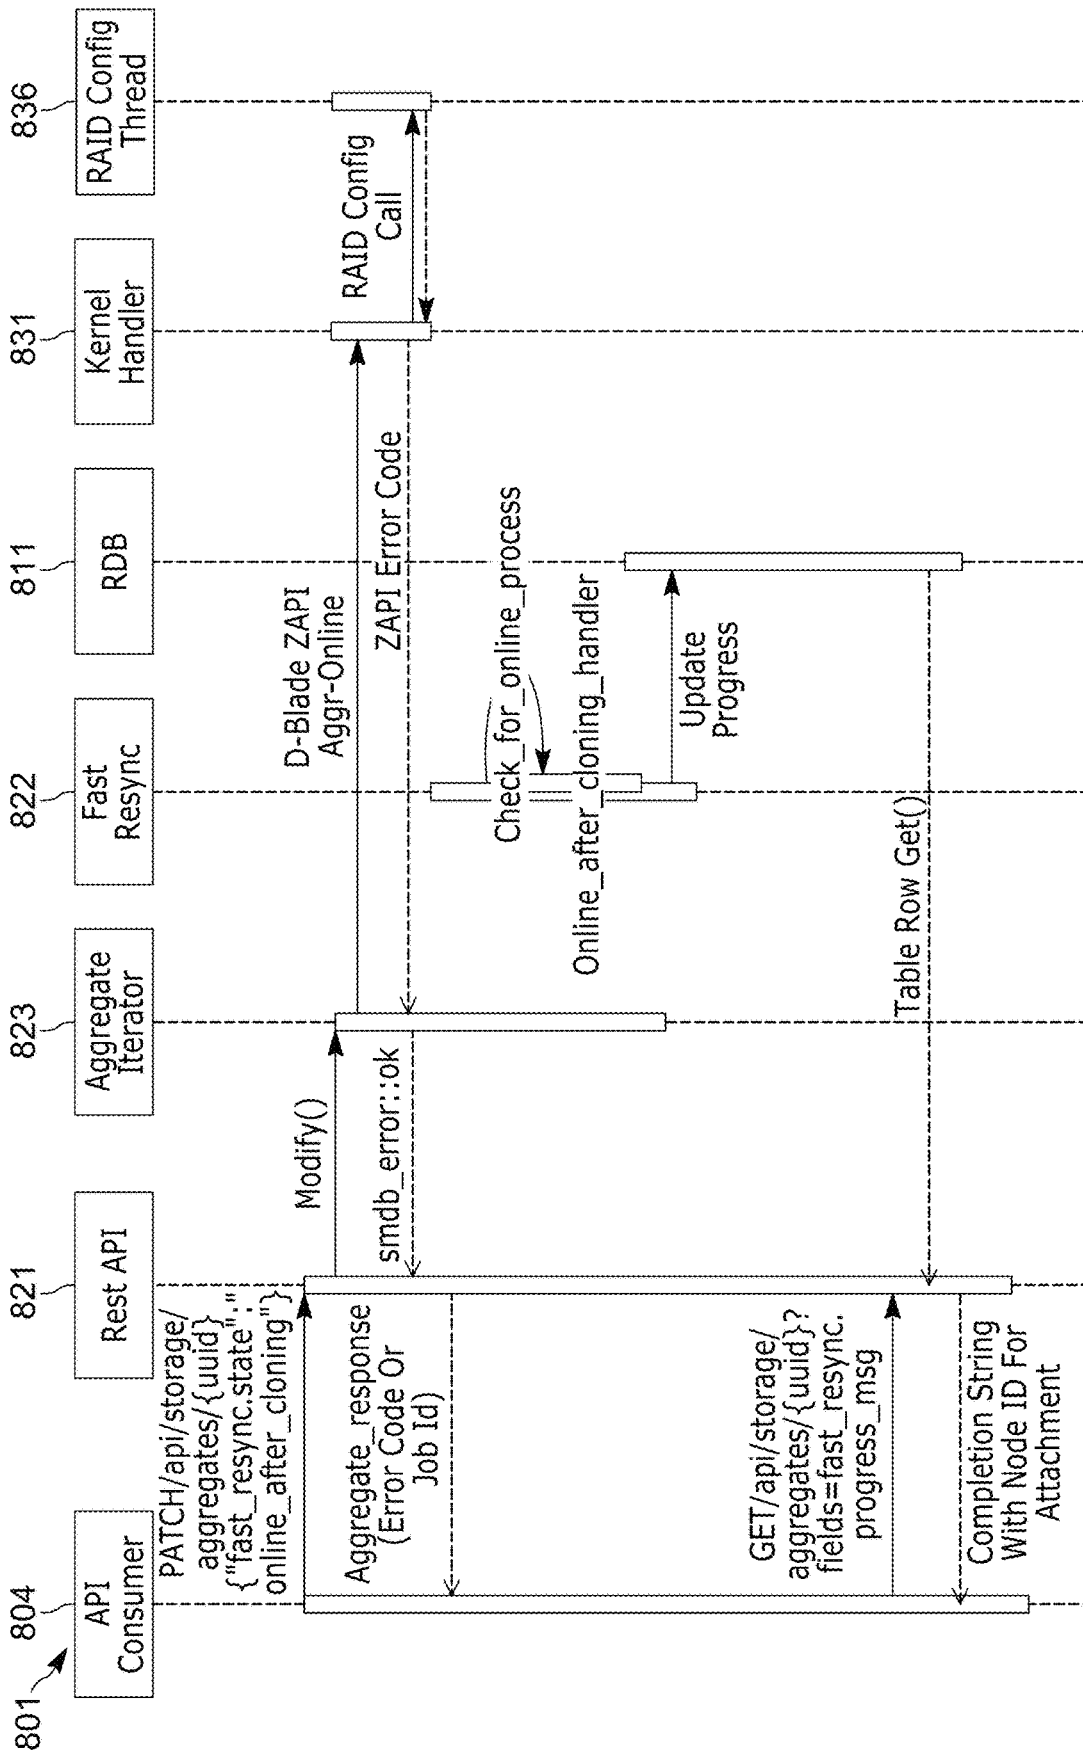 801
804
821
823
822
811
831
836
API
Consumer
Rest API
Aggregate
Iterator
Fast
Resync
RDB
Kernel
Handler
RAID Config
Thread
PATCH/api/storage/
aggregates/{uuid}
{"fast_resync.state":"
online_after_cloning"}
Modify()
D-Blade ZAPI
Aggr-Online
RAID Config
Call
ZAPI Error Code
smdb_error::ok
Aggregate_response
(Error Code Or
Job Id)
Check_for_online_process
Online_after_cloning_handler
Update
Progress
GET/api/storage/
aggregates/{uuid}?
fields=fast_resync.
progress_msg
Table Row Get()
Completion String
With Node ID For
Attachment